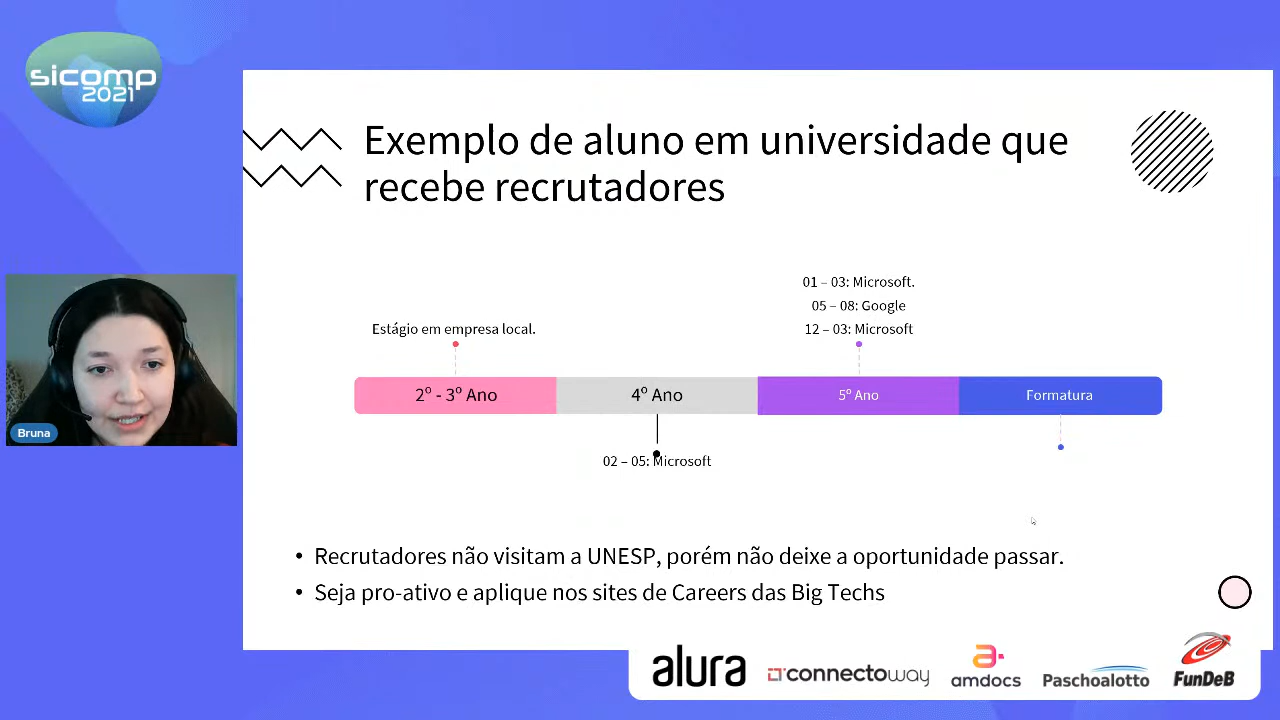 sicomp
2021
Exemplo de aluno em universidade que
recebe recrutadores
01 – 03: Microsoft.
05 – 08: Google
12 – 03: Microsoft
Estágio em empresa local.
2º - 3º Ano
4º Ano
5º Ano
Formatura
02 – 05: Microsoft
Bruna
• Recrutadores não visitam a UNESP, porém não deixe a oportunidade passar.
• Seja pro-ativo e aplique nos sites de Careers das Big Techs
alura
connectoway
amdocs
Paschoalotto
FunDeB